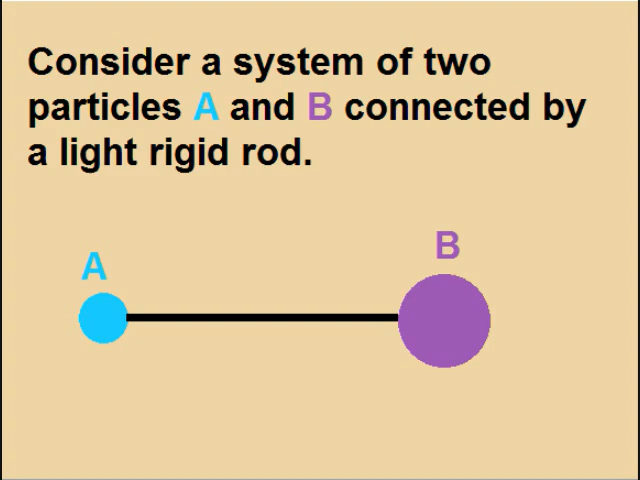 Consider a system of two
particles A and B connected by
a light rigid rod.
B
A